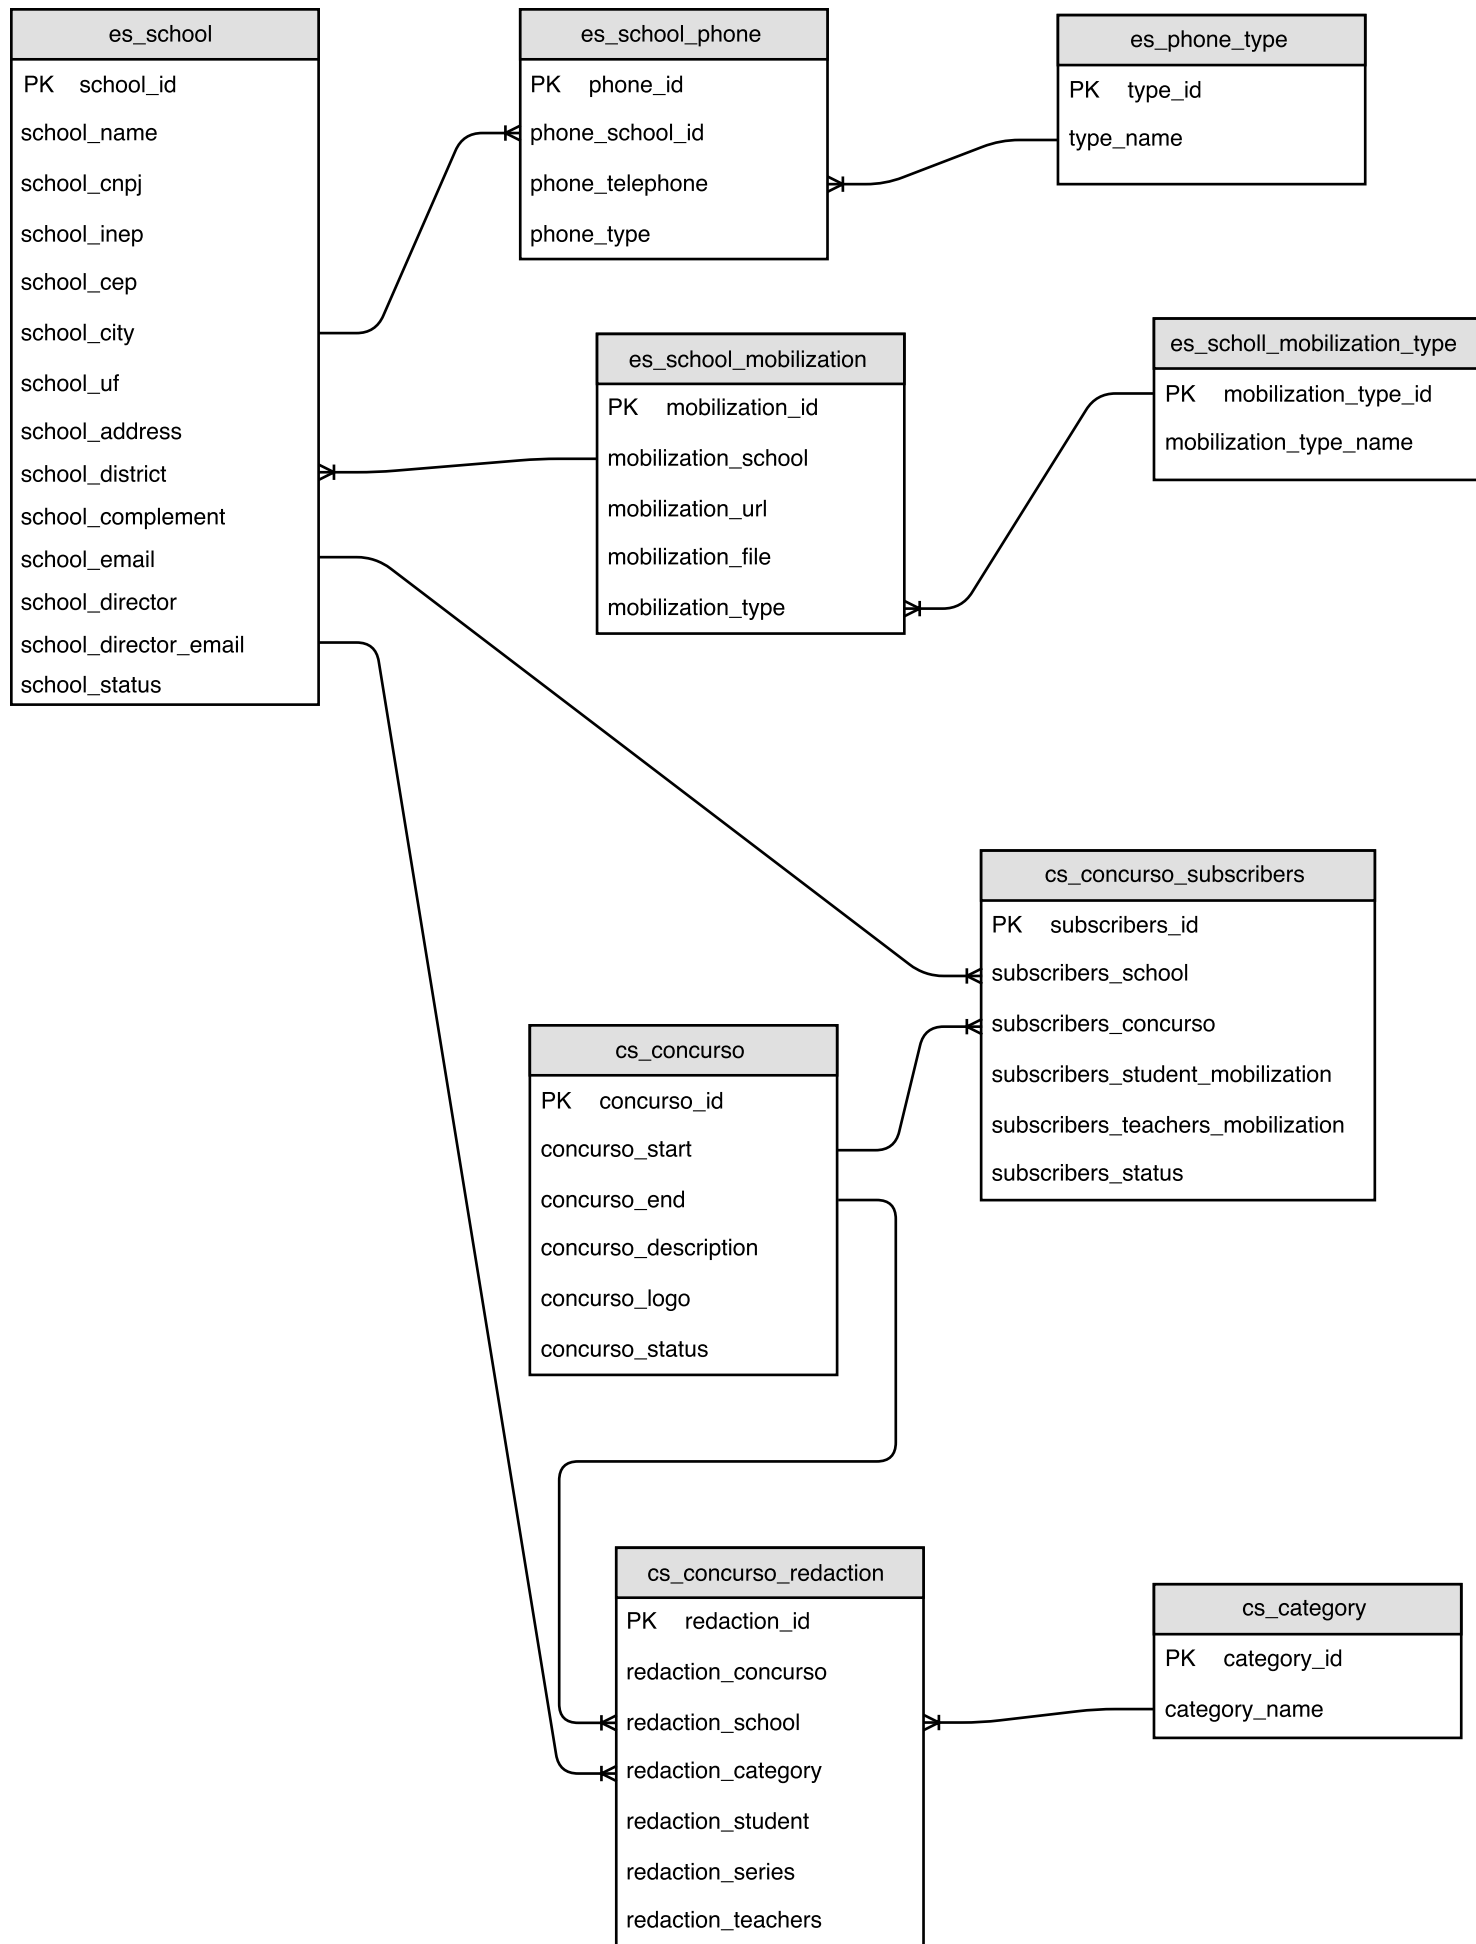 es_school
PK school_id
school_name
school_cnpj
school_inep
school_cep
school_city
school_uf
school_address
school_district
school_complement
school_email
school_director
school_director_email
school_status
es_school_phone
PK phone_id
phone_school_id
phone_telephone
phone_type
es_phone_type
PK type_id
type_name
es_school_mobilization
PK mobilization_id
mobilization_school
mobilization_url
mobilization_file
mobilization_type
es_scholl_mobilization_type
PK mobilization_type_id
mobilization_type_name
cs_concurso_subscribers
PK subscribers_id
subscribers_school
subscribers_concurso
subscribers_student_mobilization
subscribers_teachers_mobilization
subscribers_status
cs_concurso
PK concurso_id
concurso_start
concurso_end
concurso_description
concurso_logo
concurso_status
cs_concurso_redaction
PK redaction_id
redaction_concurso
redaction_school
redaction_category
redaction_student
redaction_series
redaction_teachers
cs_category
PK category_id
category_name